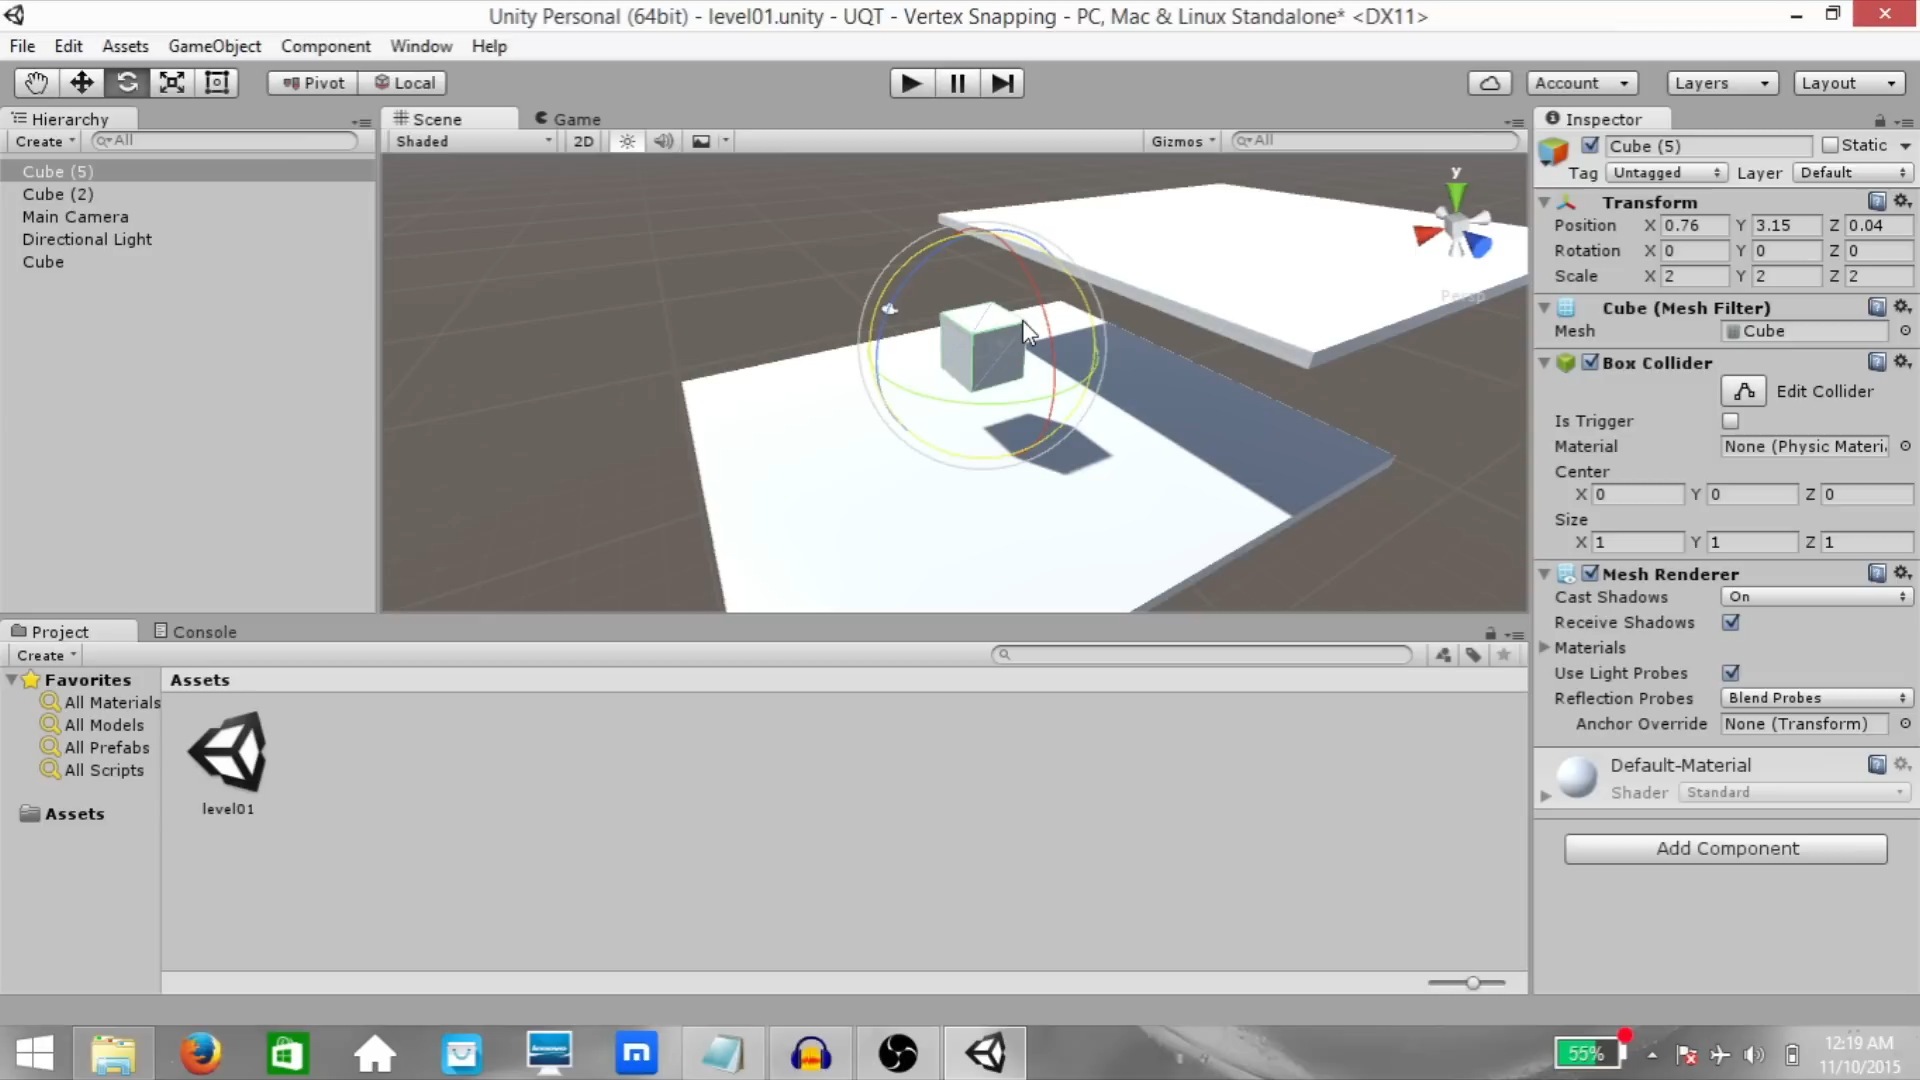 Unity Personal (64bit) - level01.unity - UQT - Vertex Snapping - PC, Mac & Linux Standalone* <DX11>
File Edit Assets GameObject Component Window Help
Pivot Local Account Layers Layout
Hierarchy
Create All
Cube (5)
Cube (2)
Main Camera
Directional Light
Cube
Scene Game
Shaded 2D Gizmos All
y
Persp
Inspector
Cube (5) Static
Tag Untagged Layer Default
Transform
Position X 0.76 Y 3.15 Z 0.04
Rotation X 0 Y 0 Z 0
Scale X 2 Y 2 Z 2
Cube (Mesh Filter)
Mesh Cube
Box Collider
Edit Collider
Is Trigger
Material None (Physic Materi
Center
X 0 Y 0 Z 0
Size
X 1 Y 1 Z 1
Mesh Renderer
Cast Shadows On
Receive Shadows
Materials
Use Light Probes
Reflection Probes Blend Probes
Anchor Override None (Transform)
Default-Material
Shader Standard
Add Component
Project Console
Create
Favorites
All Materials
All Models
All Prefabs
All Scripts
Assets
Assets
level01
lenovo
m
55%
12:19 AM
11/10/2015